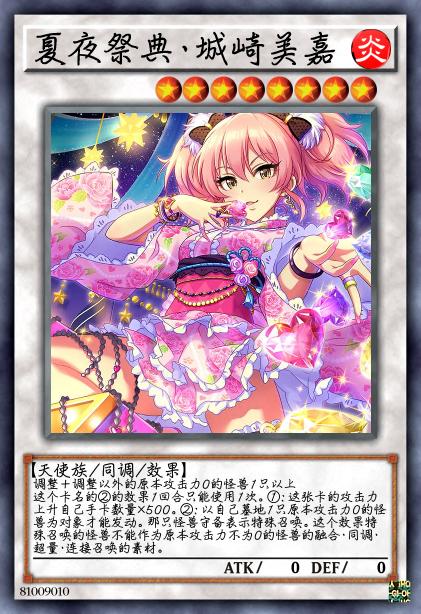 夏夜祭典·城崎美嘉
炎
【天使族/同调/效果】
调整+调整以外的原本攻击力0的怪兽1只以上
这个卡名的②的效果1回合只能使用1次。①:这张卡的攻击力
上升自己手卡数量×500。②:以自己墓地1只原本攻击力0的怪
兽为对象才能发动。那只怪兽守备表示特殊召唤。这个效果特
殊召唤的怪兽不能作为原本攻击力不为0的怪兽的融合·同调·
超量·连接召唤的素材。
ATK/ 0 DEF/ 0
81009010